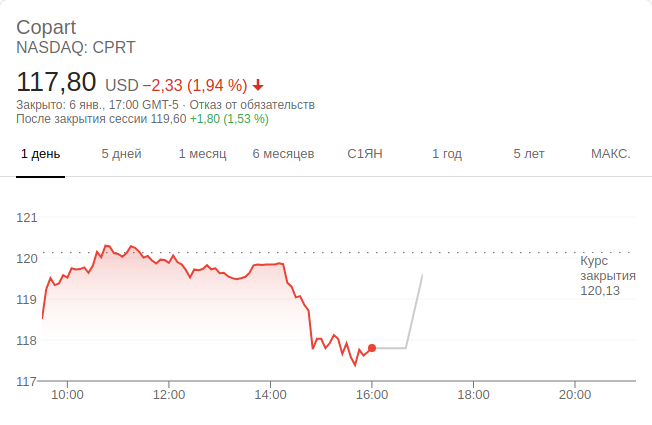 Copart
NASDAQ: CPRT
117,80 USD −2,33 (1,94 %)
Закрыто: 6 янв., 17:00 GMT-5 · Отказ от обязательств
После закрытия сессии 119,60 +1,80 (1,53 %)
1 день 5 дней 1 месяц 6 месяцев С1ЯН 1 год 5 лет МАКС.
121
120
119
118
117
Курс
закрытия
120,13
10:00 12:00 14:00 16:00 18:00 20:00